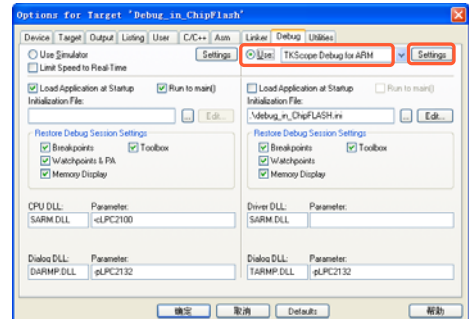 Options for Target 'Debug_in_ChipFlash'
Device Target Output Listing User C/C++ Asm Linker Debug Utilities
Use Simulator Settings
Limit Speed to Real-Time
Use: TKScope Debug for ARM Settings
Load Application at Startup Run to main()
Initialization File:
... Edit...
Load Application at Startup Run to main()
Initialization File:
.\debug_in_ChipFLASH.ini ... Edit...
Restore Debug Session Settings
Breakpoints Toolbox
Watchpoints & PA
Memory Display
Restore Debug Session Settings
Breakpoints Toolbox
Watchpoints
Memory Display
CPU DLL: Parameter:
SARM.DLL -cLPC2100
Driver DLL: Parameter:
SARM.DLL
Dialog DLL: Parameter:
DARMP.DLL -pLPC2132
Dialog DLL: Parameter:
TARMP.DLL -pLPC2132
确定 取消 Defaults 帮助